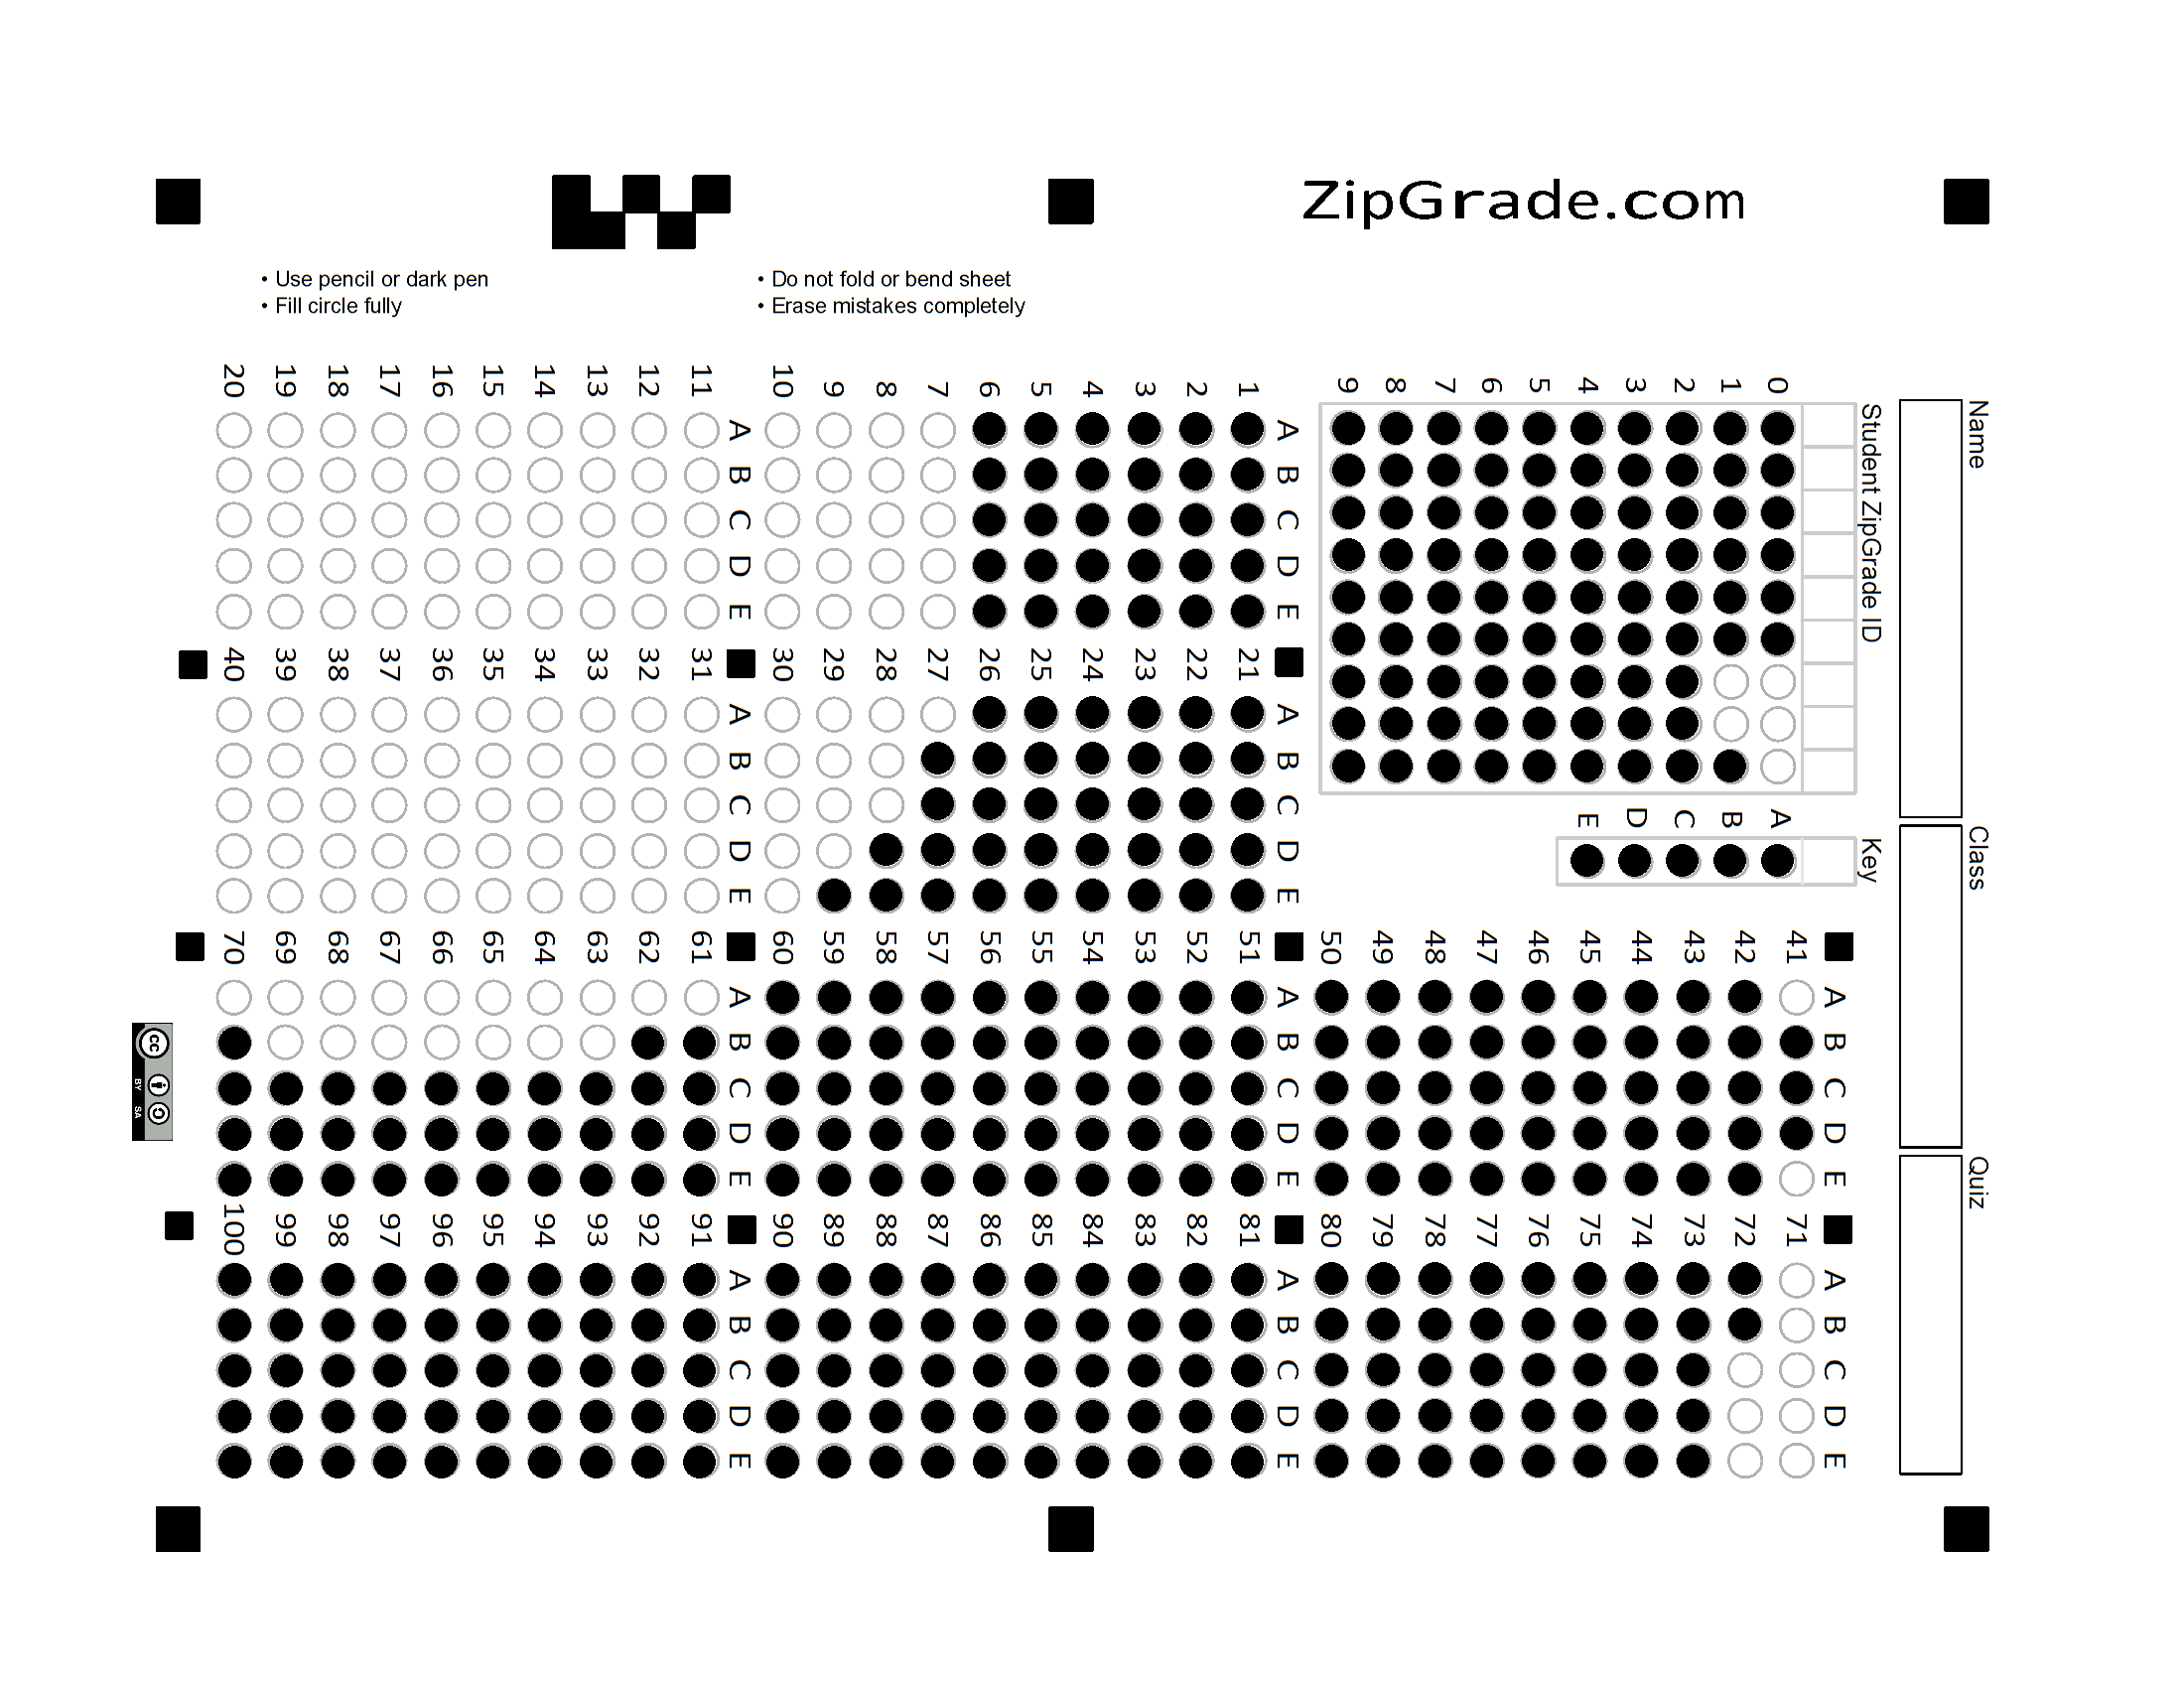 ZipGrade.com
• Use pencil or dark pen
• Fill circle fully
• Do not fold or bend sheet
• Erase mistakes completely
Name
Class
Quiz
Student ZipGrade ID
0 1 2 3 4 5 6 7 8 9
Key
A B C D E
A B C D E
1 2 3 4 5 6 7 8 9 10
A B C D E
11 12 13 14 15 16 17 18 19 20
A B C D E
21 22 23 24 25 26 27 28 29 30
A B C D E
31 32 33 34 35 36 37 38 39 40
A B C D E
41 42 43 44 45 46 47 48 49 50
A B C D E
51 52 53 54 55 56 57 58 59 60
A B C D E
61 62 63 64 65 66 67 68 69 70
A B C D E
71 72 73 74 75 76 77 78 79 80
A B C D E
81 82 83 84 85 86 87 88 89 90
A B C D E
91 92 93 94 95 96 97 98 99 100
cc
BY SA